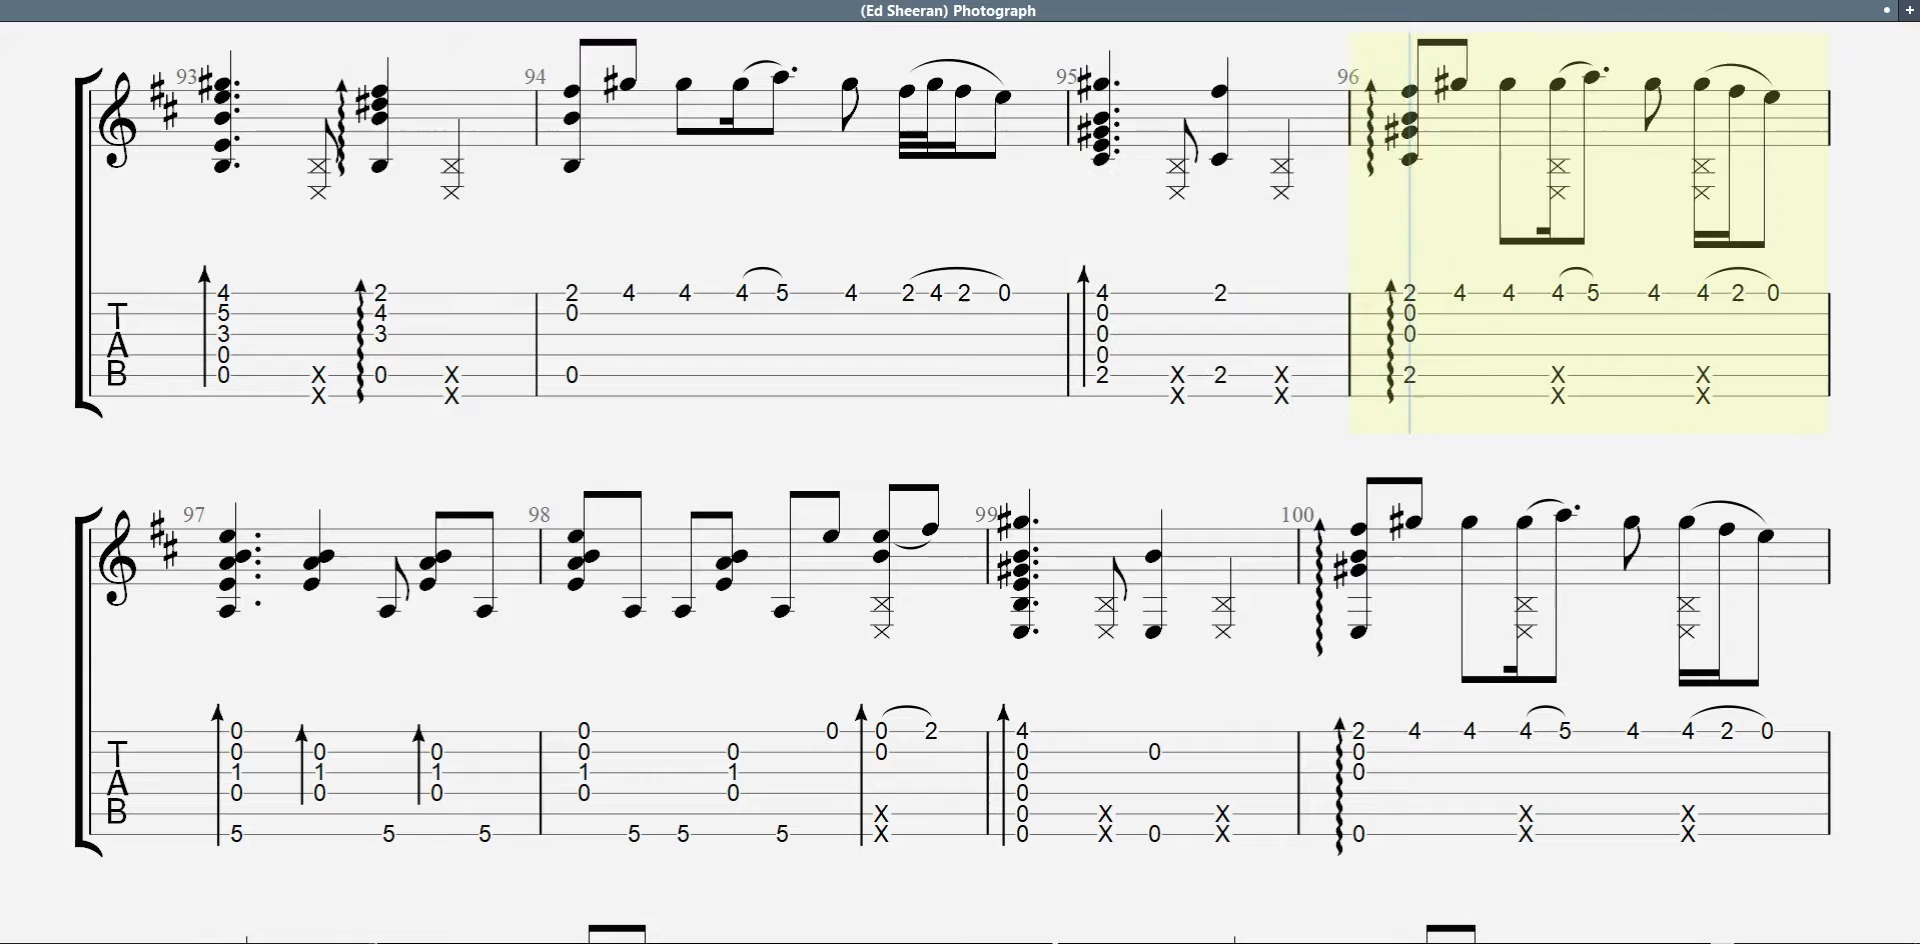 (Ed Sheeran) Photograph
93 94 95 96
4 2 2 4 4 4 5 4 2 4 2 0 4 2 2 4 4 4 5 4 4 2 0
T 5 4 0 0 0
A 3 3 0 0
0 0
B 0 X 0 X 0 2 X 2 X 2 X X
X X X X X X
97 98 99 100
0 0 0 0 2 4 2 4 4 4 5 4 4 2 0
T 0 0 0 0 0 0 0 0 0
A 1 1 1 1 1 0 0
0 0 0 0 0 0
B X 0 X X X X
5 5 5 5 5 5 X 0 X 0 X 0 X X